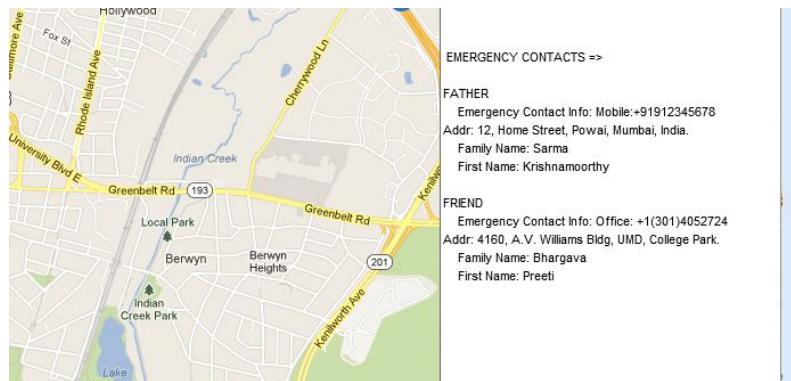 Hollywood
Fox St
Baltimore Ave
Rhode Island Ave
Cherrywood Ln
University Blvd E
Indian Creek
Greenbelt Rd
193
Greenbelt Rd
Local Park
Berwyn
Berwyn
Heights
201
Indian
Creek Park
Kenilworth Ave
Lake
EMERGENCY CONTACTS =>
FATHER
Emergency Contact Info: Mobile:+91912345678
Addr: 12, Home Street, Powai, Mumbai, India.
Family Name: Sarma
First Name: Krishnamoorthy
FRIEND
Emergency Contact Info: Office: +1(301)4052724
Addr: 4160, A.V. Williams Bldg, UMD, College Park.
Family Name: Bhargava
First Name: Preeti